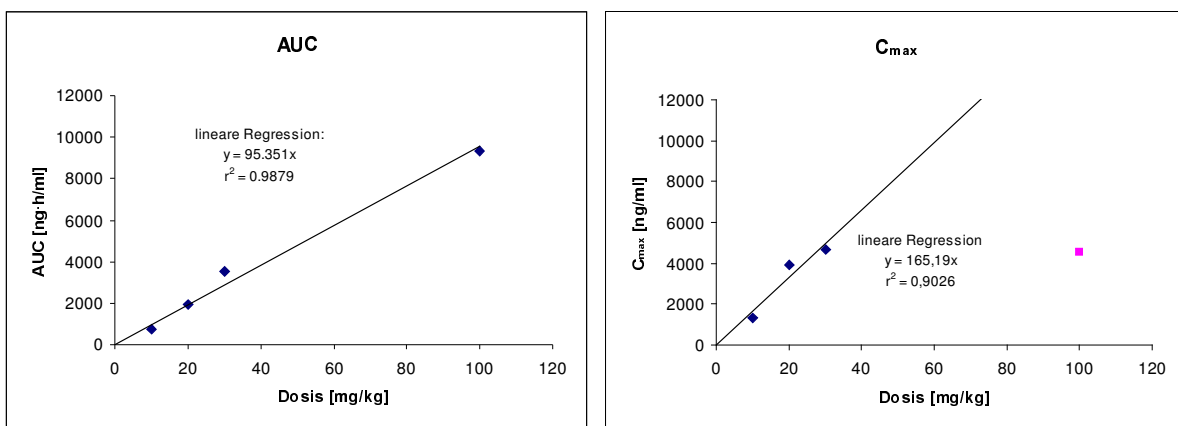 AUC
12000
10000
8000
6000
4000
2000
0
AUC [ng·h/ml]
lineare Regression:
y = 95.351x
r² = 0.9879
0 20 40 60 80 100 120
Dosis [mg/kg]
Cmax
12000
10000
8000
6000
4000
2000
0
Cmax [ng/ml]
lineare Regression
y = 165,19x
r² = 0,9026
0 20 40 60 80 100 120
Dosis [mg/kg]